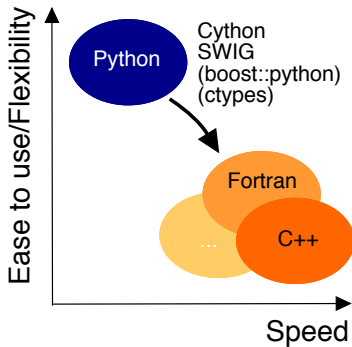 Cython
SWIG
(boost::python)
(ctypes)
Python
Fortran
...
C++
Ease to use/Flexibility
Speed